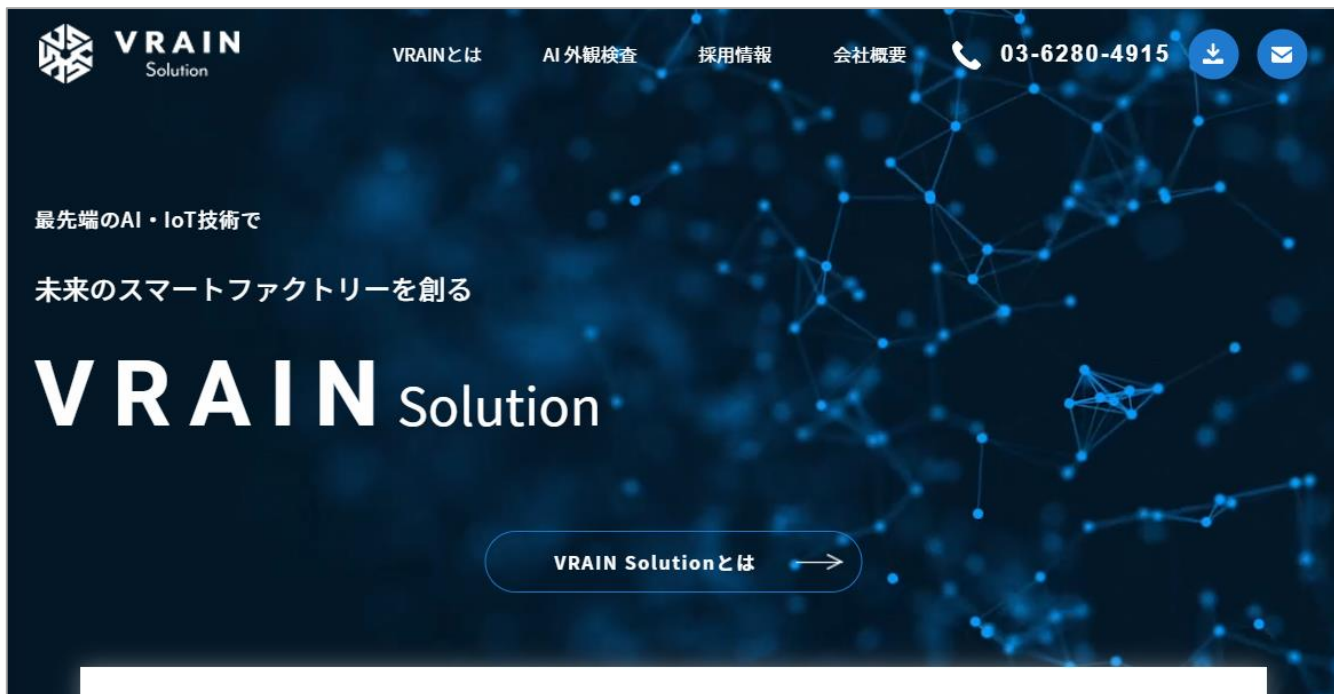 VRAIN
Solution
VRAINとは
AI外観検査
採用情報
会社概要
03-6280-4915
最先端のAI・IoT技術で
未来のスマートファクトリーを創る
VRAIN Solution
VRAIN Solutionとは